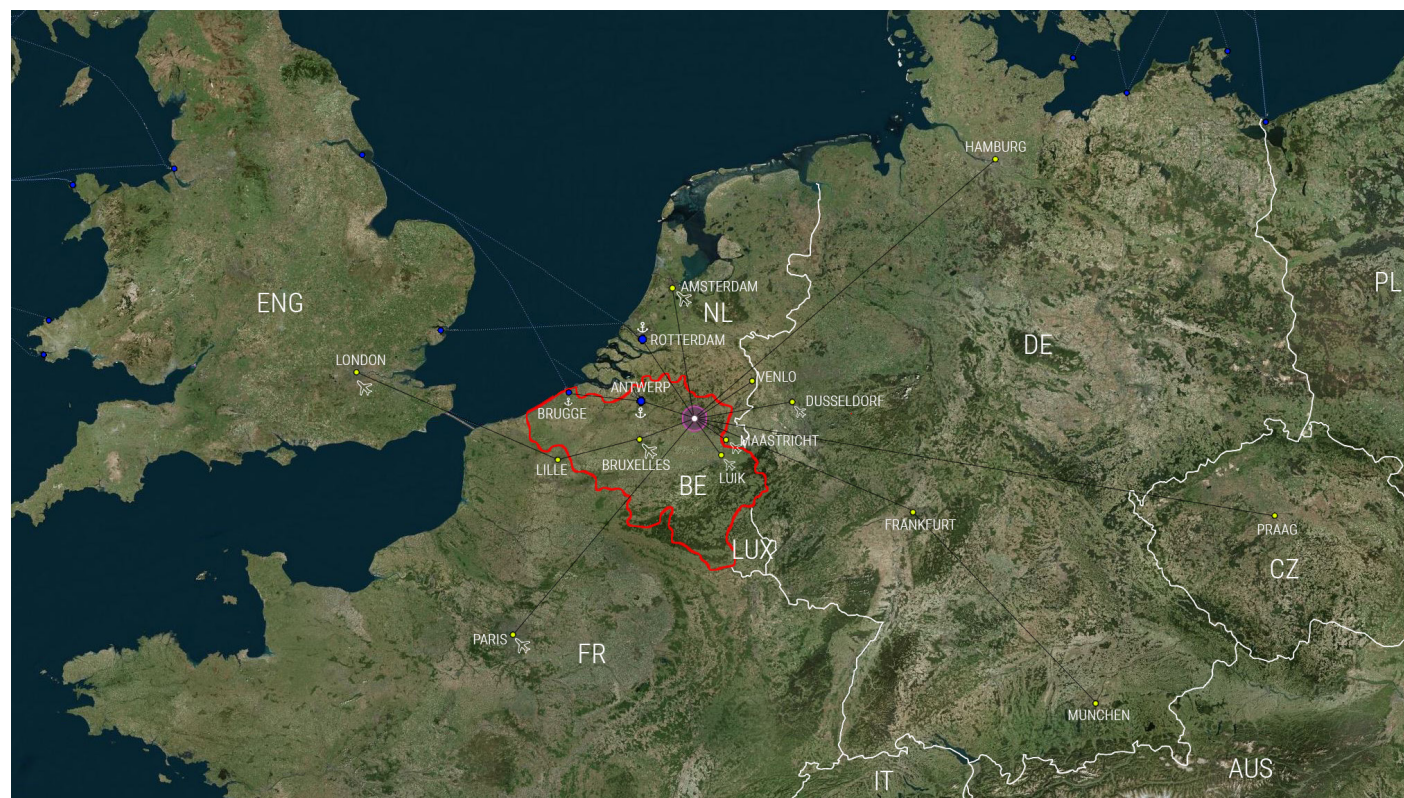 HAMBURG
PL
AMSTERDAM
ENG
NL
ROTTERDAM
DE
LONDON
VENLO
ANTWERP
DUSSELDORF
BRUGGE
MAASTRICHT
LILLE
BRUXELLES
LUIK
BE
FRANKFURT
PRAAG
LUX
CZ
PARIS
FR
MUNCHEN
IT
AUS